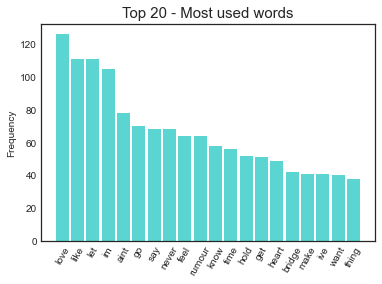 Top 20 - Most used words
Frequency
120
100
80
60
40
20
0
love
like
let
im
aint
go
say
never
feel
rumour
know
time
hold
get
heart
bridge
make
ive
want
thing